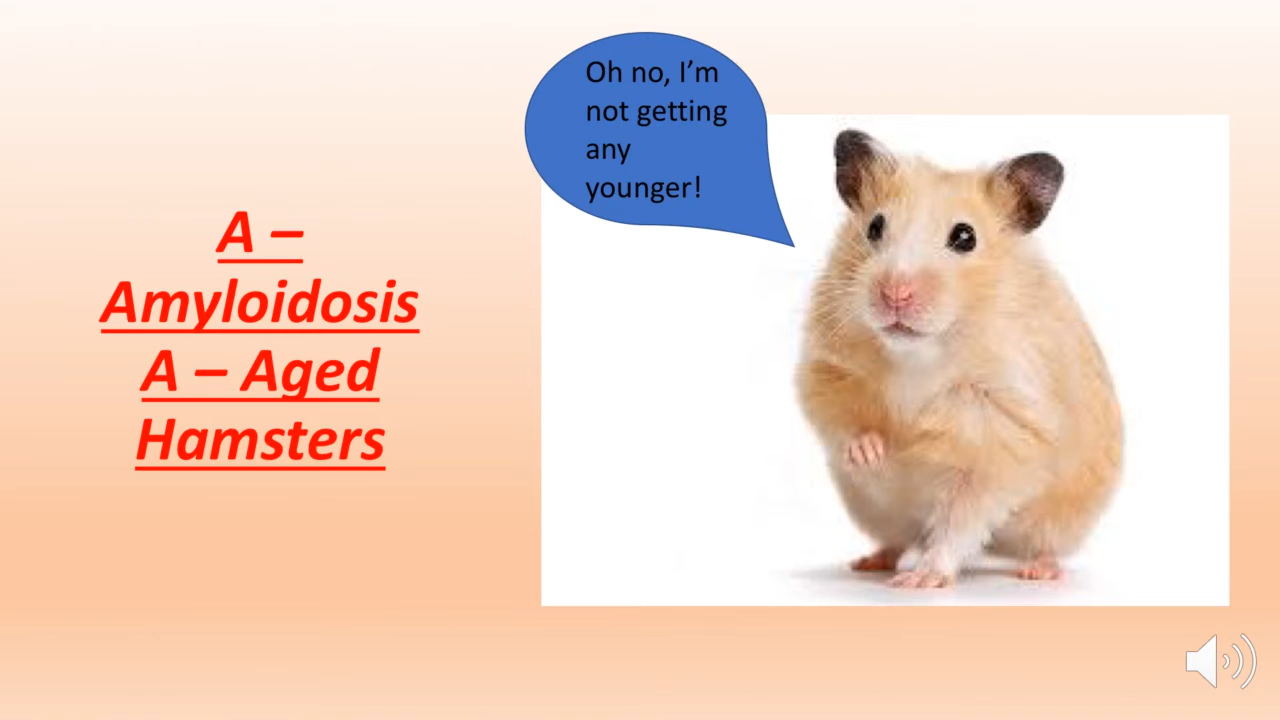 Oh no, I’m
not getting
any
younger!
A –
Amyloidosis
A – Aged
Hamsters